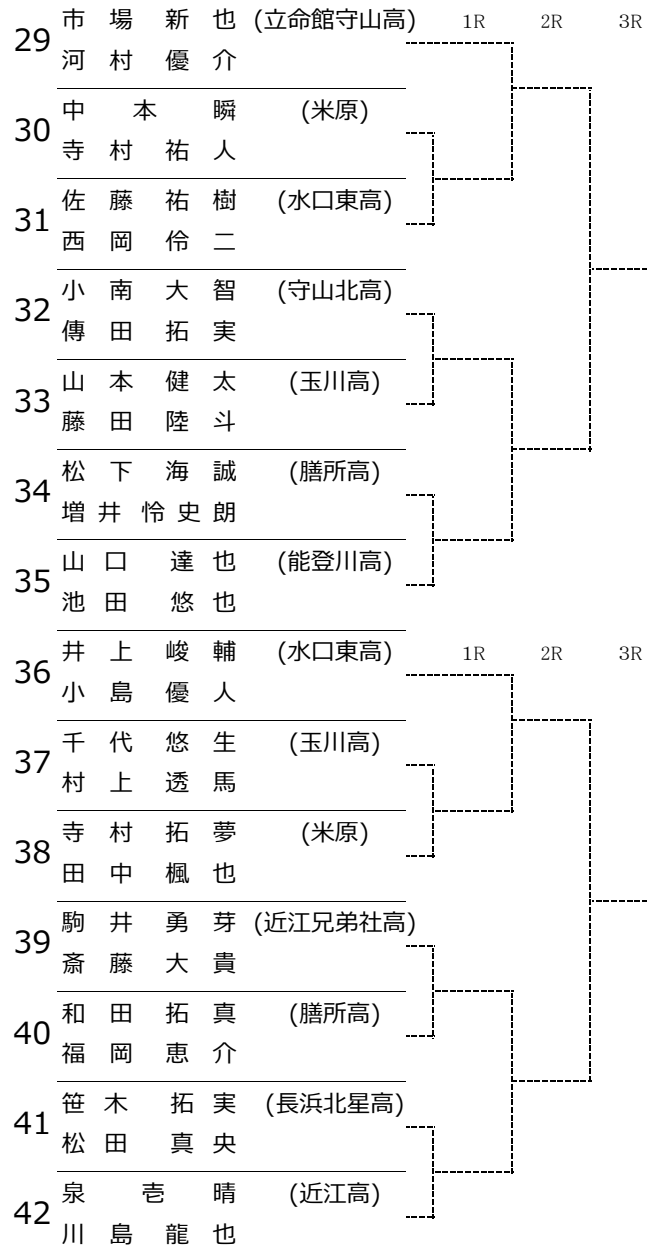 市場新也 (立命館守山高) 1R 2R 3R
29
河村優介
中本瞬 (米原)
30
寺村祐人
佐藤祐樹 (水口東高)
31
西岡伶二
小南大智 (守山北高)
32
傳田拓実
山本健太 (玉川高)
33
藤田陸斗
松下海誠 (膳所高)
34
増井怜史朗
山口達也 (能登川高)
35
池田悠也
井上峻輔 (水口東高) 1R 2R 3R
36
小島優人
千代悠生 (玉川高)
37
村上透馬
寺村拓夢 (米原)
38
田中楓也
駒井勇芽 (近江兄弟社高)
39
斎藤大貴
和田拓真 (膳所高)
40
福岡恵介
笹木拓実 (長浜北星高)
41
松田真央
泉壱晴 (近江高)
42
川島龍也